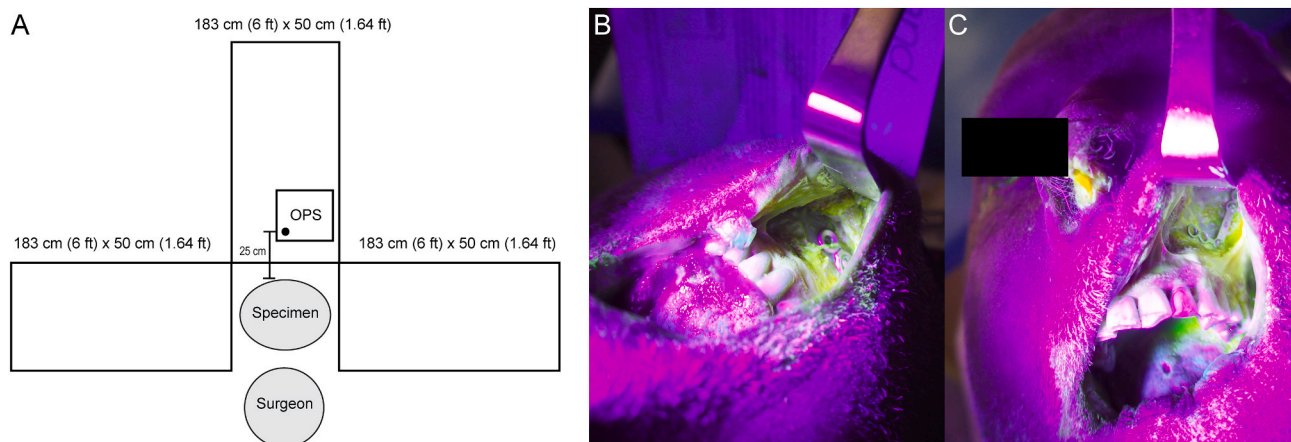 A
183 cm (6 ft) x 50 cm (1.64 ft)
OPS
183 cm (6 ft) x 50 cm (1.64 ft)
25 cm
183 cm (6 ft) x 50 cm (1.64 ft)
Specimen
Surgeon
B
C